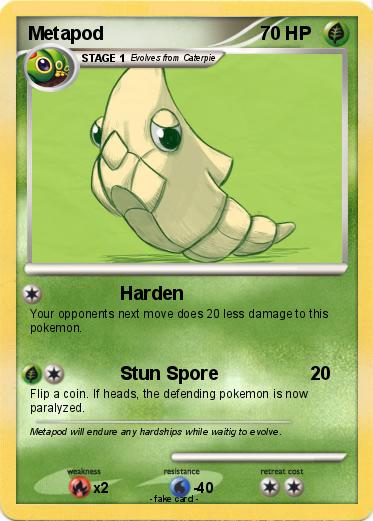 Metapod 70 HP
STAGE 1 Evolves from Caterpie
Harden
Your opponents next move does 20 less damage to this
pokemon.
Stun Spore 20
Flip a coin. If heads, the defending pokemon is now
paralyzed.
Metapod will endure any hardships while waitig to evolve.
weakness resistance retreat cost
x2 -40
- fake card -